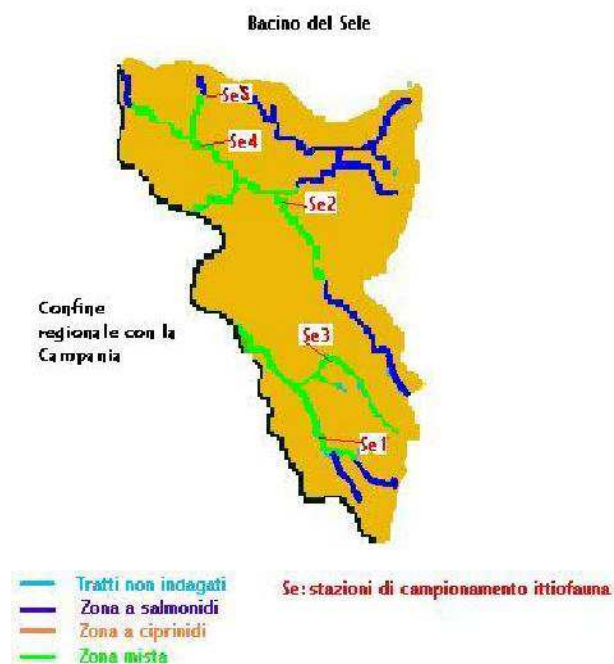 Bacino del Sele
Se5
Se4
Se2
Confine
regionale con la
Campania
Se3
Se1
Tratti non indagati
Zona a salmonidi
Zona a ciprinidi
Zona mista
Se: stazioni di campionamento ittiofauna